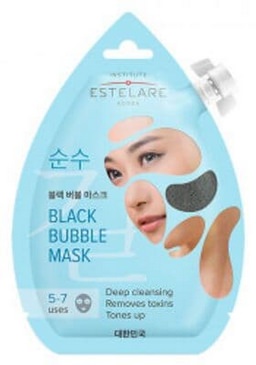 INSTITUTE
ESTELARE
KOREA
순수
블랙 버블 마스크
BLACK
BUBBLE
MASK
5-7
uses
Deep cleansing
Removes toxins
Tones up
대한민국